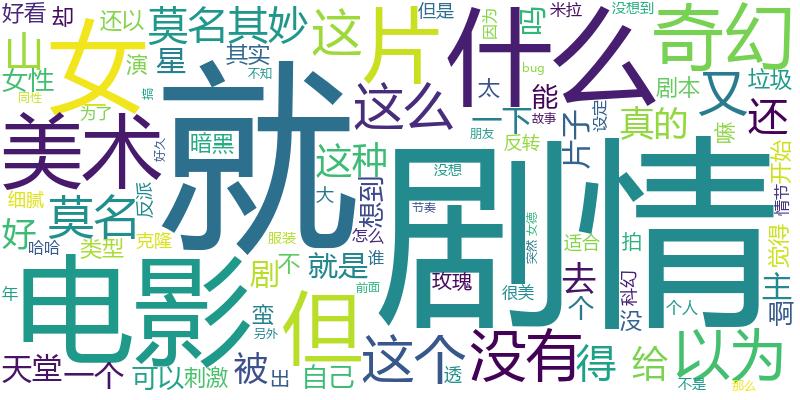 好看
却
还以
莫名其妙
这
片
什么
但是
因为
吗
米拉
没想到
奇幻
山
女
演
星
其实
不知
bug
剧本
垃圾
女性
同性
为了
搞
好久
暗黑
这么
太
能
故事
一下
朋友
片子
设定
真的
又
还
等
美术
就
剧情
这种
想到
反转
开始
细腻
莫名
反派
大
没想
节奏
情节
好
哈哈
类型
克隆
服装
怎么
谁
突然
女德
适合
拍
觉得
电影
剧
不
就是
玫瑰
很美
去
个
没
科幻
个人
主
啊
年
前面
蛮
另外
但
天堂
一个
可以
刺激
被
出
自己
这个
透
没有
得
给
以为
不是
那么